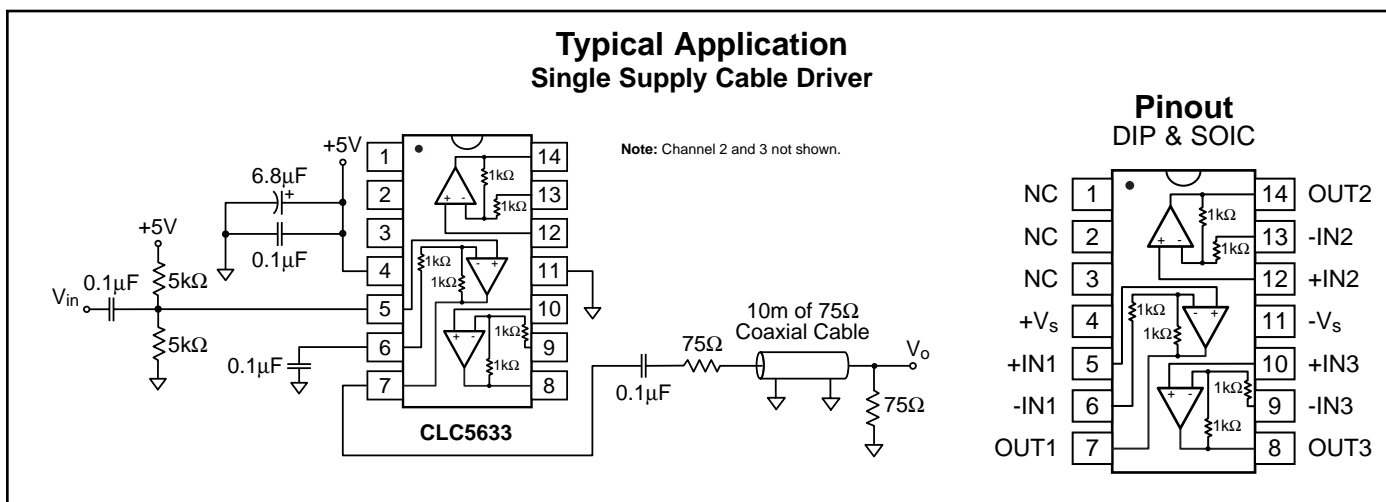 Typical Application
Single Supply Cable Driver
Note: Channel 2 and 3 not shown.
+5V
6.8µF
+
0.1µF
+5V
0.1µF
5kΩ
Vin
5kΩ
0.1µF
1
2
3
4
5
6
7
14
13
12
11
10
9
8
1kΩ
1kΩ
+ -
1kΩ
1kΩ
- +
+ -
1kΩ
1kΩ
CLC5633
0.1µF
75Ω
10m of 75Ω
Coaxial Cable
Vo
75Ω
Pinout
DIP & SOIC
NC 1 14 OUT2
NC 2 13 -IN2
NC 3 12 +IN2
+Vs 4 11 -Vs
+IN1 5 10 +IN3
-IN1 6 9 -IN3
OUT1 7 8 OUT3
1kΩ
1kΩ
+ -
1kΩ
1kΩ
- +
+ -
1kΩ
1kΩ